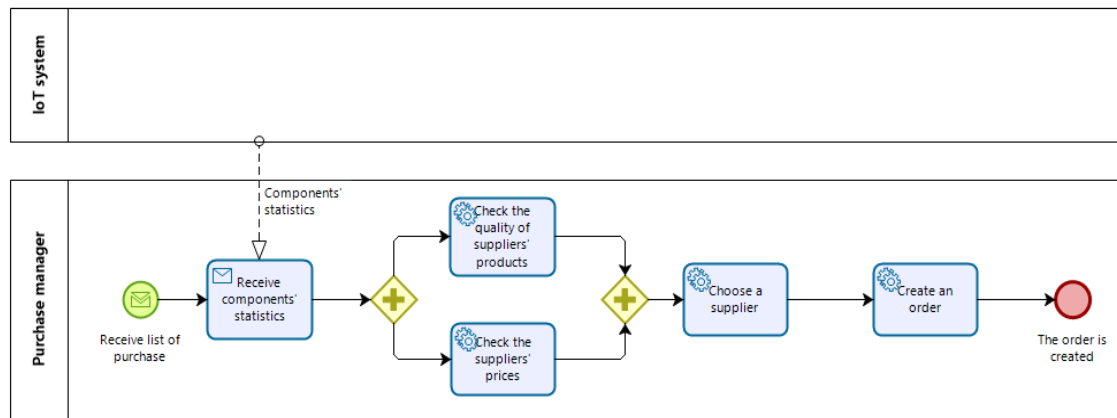 IoT system
Components'
statistics
Purchase manager
Receive list of
purchase
Receive
components'
statistics
Check the
quality of
suppliers'
products
Check the
suppliers'
prices
Choose a
supplier
Create an
order
The order is
created